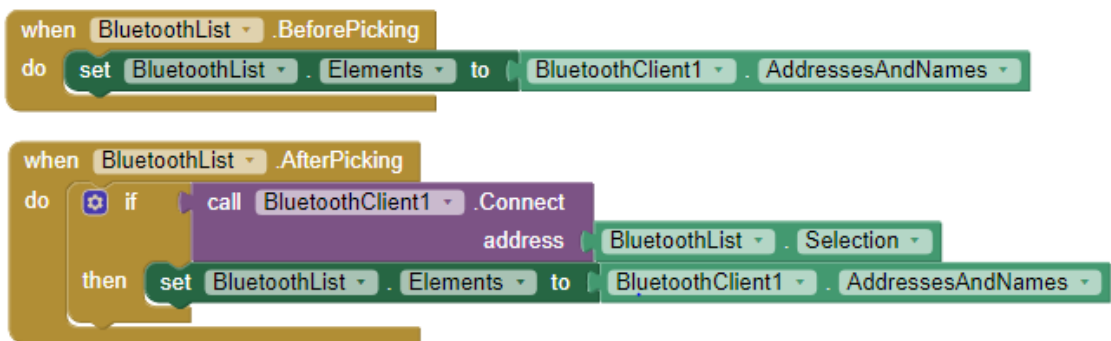 when BluetoothList .BeforePicking
do set BluetoothList . Elements to BluetoothClient1 . AddressesAndNames
when BluetoothList .AfterPicking
do if call BluetoothClient1 .Connect
address BluetoothList . Selection
then set BluetoothList . Elements to BluetoothClient1 . AddressesAndNames